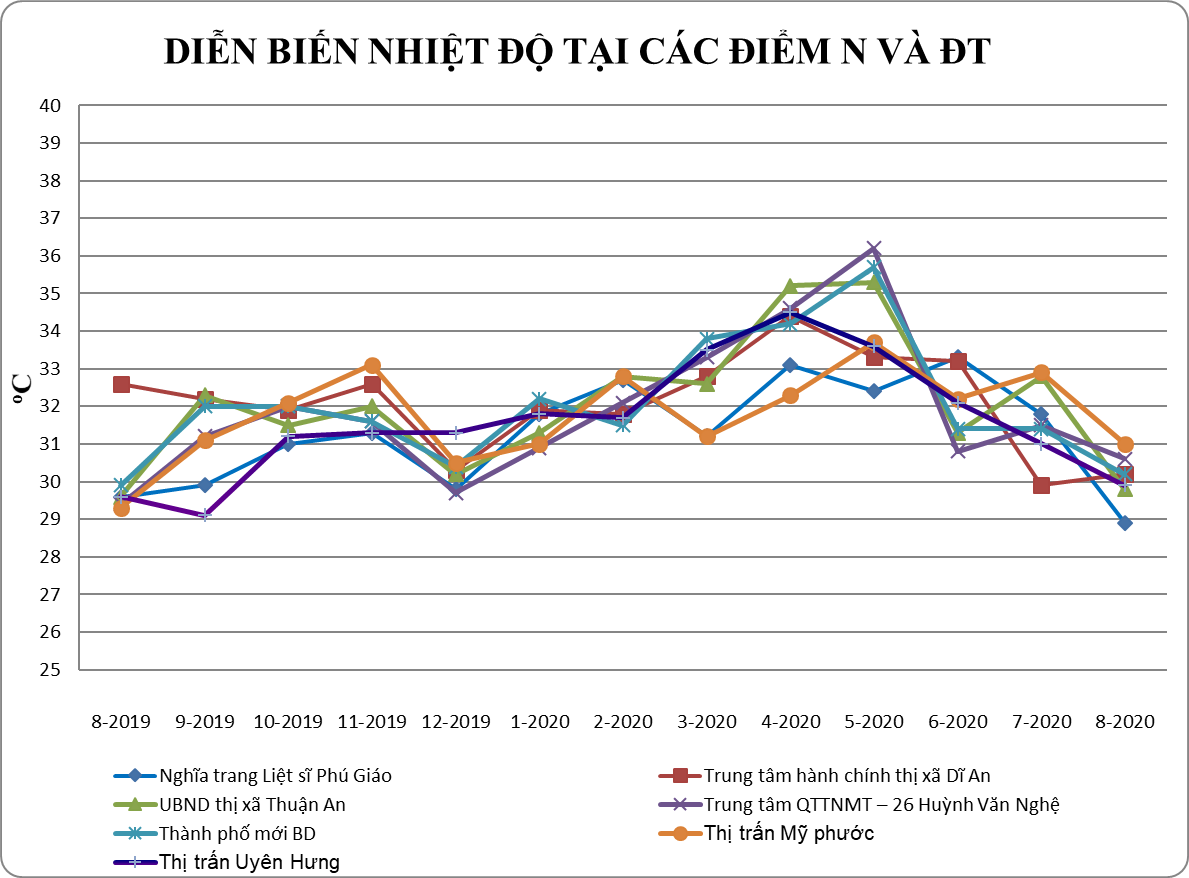 DIỄN BIẾN NHIỆT ĐỘ TẠI CÁC ĐIỂM N VÀ ĐT
40
39
38
37
36
35
34
33
32
31
30
29
28
27
26
25
ºC
8-2019 9-2019 10-2019 11-2019 12-2019 1-2020 2-2020 3-2020 4-2020 5-2020 6-2020 7-2020 8-2020
Nghĩa trang Liệt sĩ Phú Giáo Trung tâm hành chính thị xã Dĩ An
UBND thị xã Thuận An Trung tâm QTTNMT – 26 Huỳnh Văn Nghệ
Thành phố mới BD Thị trấn Mỹ phước
Thị trấn Uyên Hưng